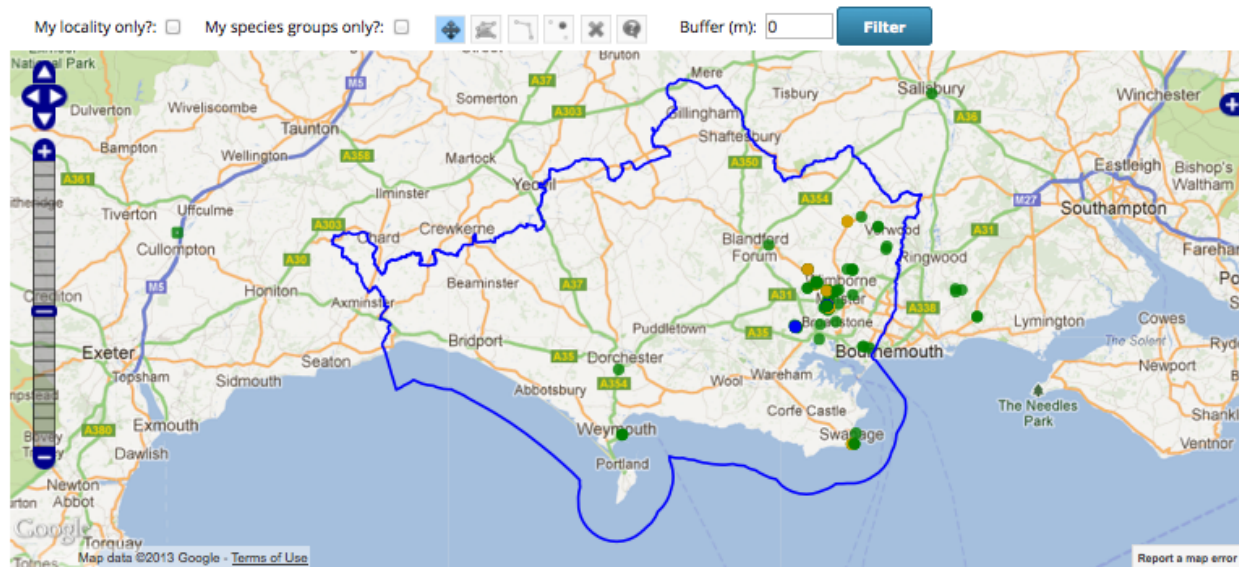 My locality only?: My species groups only?: Buffer (m): 0 Filter
National Park
Bruton
Mere
A37
M5
Somerton
A303
Tisbury
Salisbury
Winchester
Dulverton
Wiveliscombe
Gillingham
A36
Taunton
Shaftesbury
Bampton
Wellington
A358
Martock
A350
Eastleigh
Bishop's
Waltham
A361
Yeovil
Ilminster
A354
M27
Tiverton
Uffculme
A303
Southampton
Cullompton
Chard
Crewkerne
Blandford
Forum
Verwood
A31
Fareham
A30
Ringwood
M5
A37
Wimborne
Minster
Crediton
Honiton
Beaminster
A31
Axminster
A338
Puddletown
Broadstone
Lymington
Cowes
Bridport
A35
A35
The Solent
Ryde
Exeter
Seaton
Dorchester
Bournemouth
Newport
Topsham
Sidmouth
Abbotsbury
A354
Wool
Wareham
Exmouth
Corfe Castle
The Needles
Park
A380
Weymouth
Swanage
Ventnor
Dawlish
Portland
Newton
Abbot
Google
Torquay
Totnes
Map data ©2013 Google - Terms of Use
Report a map error